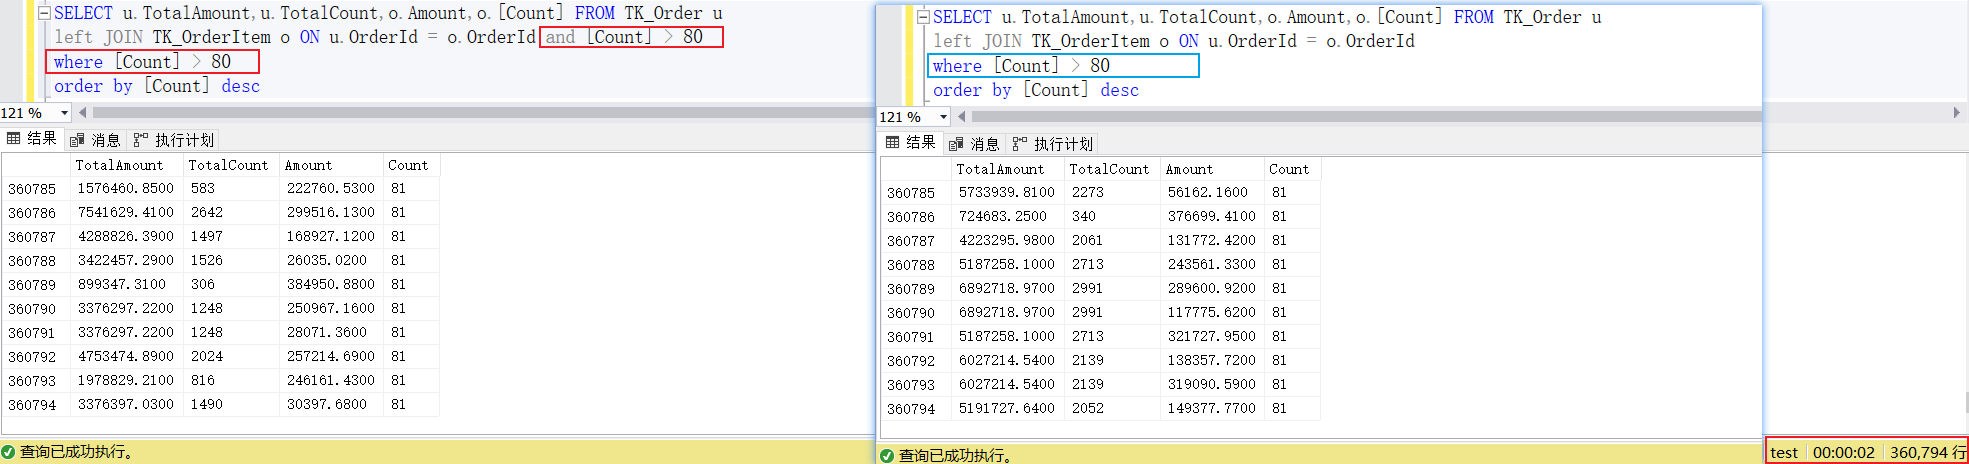 SELECT u.TotalAmount,u.TotalCount,o.Amount,o.[Count] FROM TK_Order u
left JOIN TK_OrderItem o ON u.OrderId = o.OrderId and [Count] > 80
where [Count] > 80
order by [Count] desc
121 %
结果 消息 执行计划
TotalAmount TotalCount Amount Count
360785 1576460.8500 583 222760.5300 81
360786 7541629.4100 2642 299516.1300 81
360787 4288826.3900 1497 168927.1200 81
360788 3422457.2900 1526 26035.0200 81
360789 899347.3100 306 384950.8800 81
360790 3376297.2200 1248 250967.1600 81
360791 3376297.2200 1248 28071.3600 81
360792 4753474.8900 2024 257214.6900 81
360793 1978829.2100 816 246161.4300 81
360794 3376397.0300 1490 30397.6800 81
查询已成功执行。
SELECT u.TotalAmount,u.TotalCount,o.Amount,o.[Count] FROM TK_Order u
left JOIN TK_OrderItem o ON u.OrderId = o.OrderId
where [Count] > 80
order by [Count] desc
121 %
结果 消息 执行计划
TotalAmount TotalCount Amount Count
360785 5733939.8100 2273 56162.1600 81
360786 724683.2500 340 376699.4100 81
360787 4223295.9800 2061 131772.4200 81
360788 5187258.1000 2713 243561.3300 81
360789 6892718.9700 2991 289600.9200 81
360790 6892718.9700 2991 117775.6200 81
360791 5187258.1000 2713 321727.9500 81
360792 6027214.5400 2139 138357.7200 81
360793 6027214.5400 2139 319090.5900 81
360794 5191727.6400 2052 149377.7700 81
查询已成功执行。
test 00:00:02 360,794 行